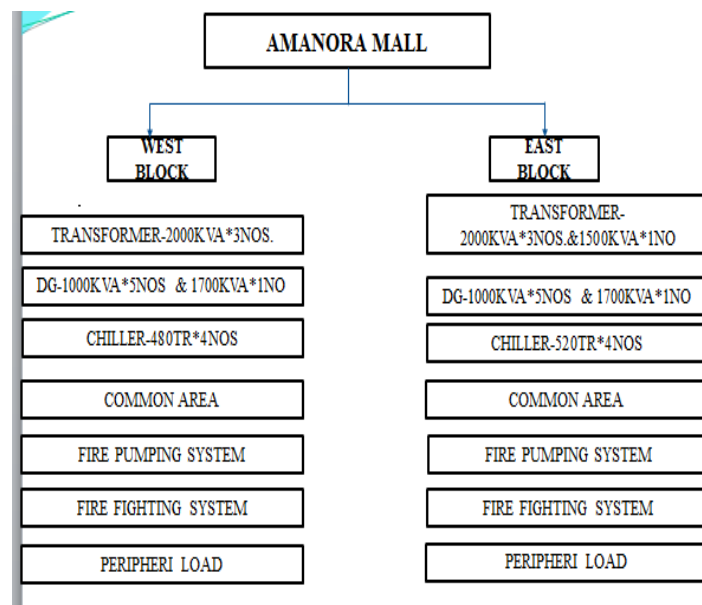 AMANORA MALL
WEST
BLOCK
TRANSFORMER-2000KVA*3NOS.
DG-1000KVA*5NOS & 1700KVA*1NO
CHILLER-480TR*4NOS
COMMON AREA
FIRE PUMPING SYSTEM
FIRE FIGHTING SYSTEM
PERIPHERI LOAD
EAST
BLOCK
TRANSFORMER-
2000KVA*3NOS.&1500KVA*1NO
DG-1000KVA*5NOS & 1700KVA*1NO
CHILLER-520TR*4NOS
COMMON AREA
FIRE PUMPING SYSTEM
FIRE FIGHTING SYSTEM
PERIPHERI LOAD